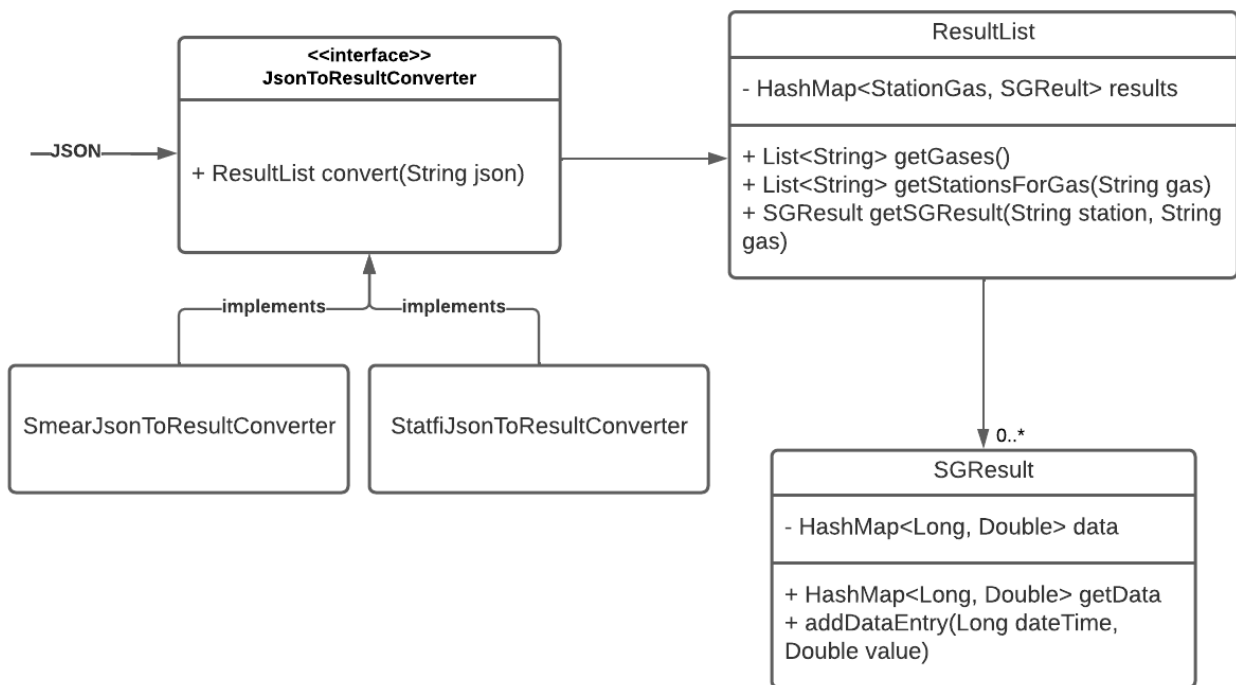 <<interface>>
JsonToResultConverter
JSON
+ ResultList convert(String json)
ResultList
- HashMap<StationGas, SGReult> results
+ List<String> getGases()
+ List<String> getStationsForGas(String gas)
+ SGResult getSGResult(String station, String
gas)
implements
implements
SmearJsonToResultConverter
StatfiJsonToResultConverter
0..*
SGResult
- HashMap<Long, Double> data
+ HashMap<Long, Double> getData
+ addDataEntry(Long dateTime,
Double value)